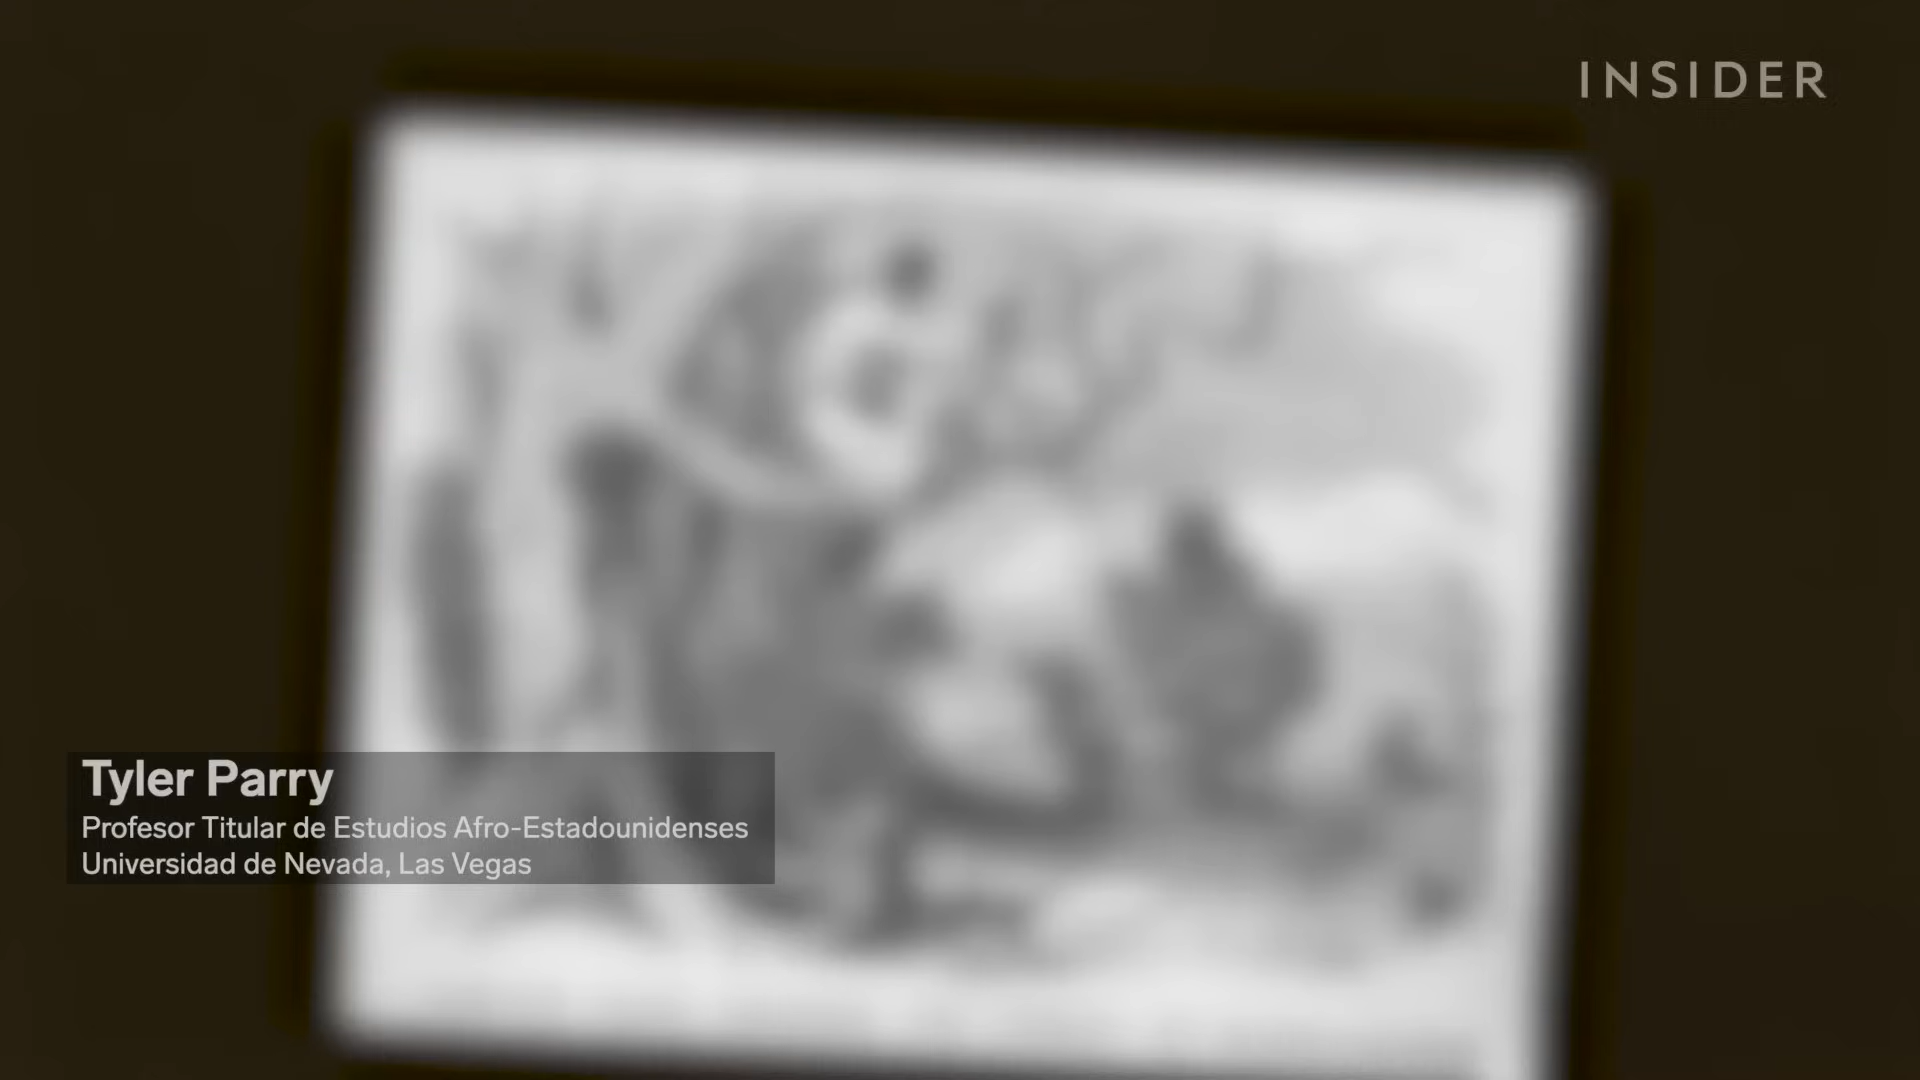 INSIDER
Tyler Parry
Profesor Titular de Estudios Afro-Estadounidenses
Universidad de Nevada, Las Vegas